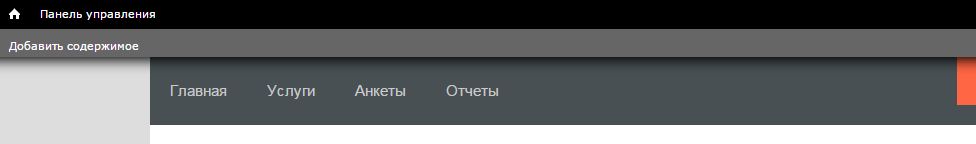 Панель управления
Добавить содержимое
Главная Услуги Анкеты Отчеты